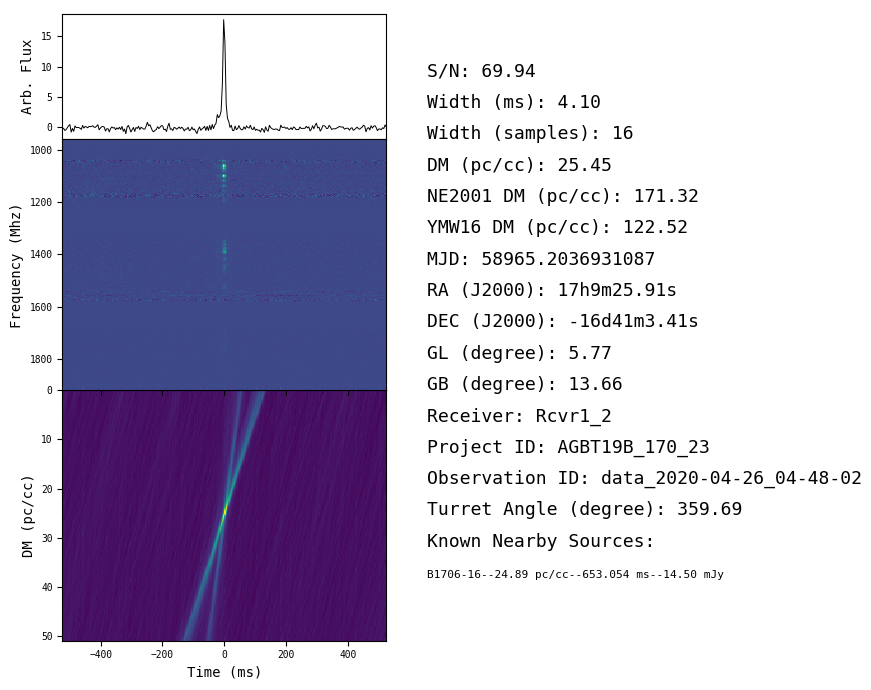 Arb. Flux
15
10
5
0
Frequency (Mhz)
1000
1200
1400
1600
1800
DM (pc/cc)
0
10
20
30
40
50
−400
−200
0
200
400
Time (ms)
S/N: 69.94
Width (ms): 4.10
Width (samples): 16
DM (pc/cc): 25.45
NE2001 DM (pc/cc): 171.32
YMW16 DM (pc/cc): 122.52
MJD: 58965.2036931087
RA (J2000): 17h9m25.91s
DEC (J2000): -16d41m3.41s
GL (degree): 5.77
GB (degree): 13.66
Receiver: Rcvr1_2
Project ID: AGBT19B_170_23
Observation ID: data_2020-04-26_04-48-02
Turret Angle (degree): 359.69
Known Nearby Sources:
B1706-16--24.89 pc/cc--653.054 ms--14.50 mJy